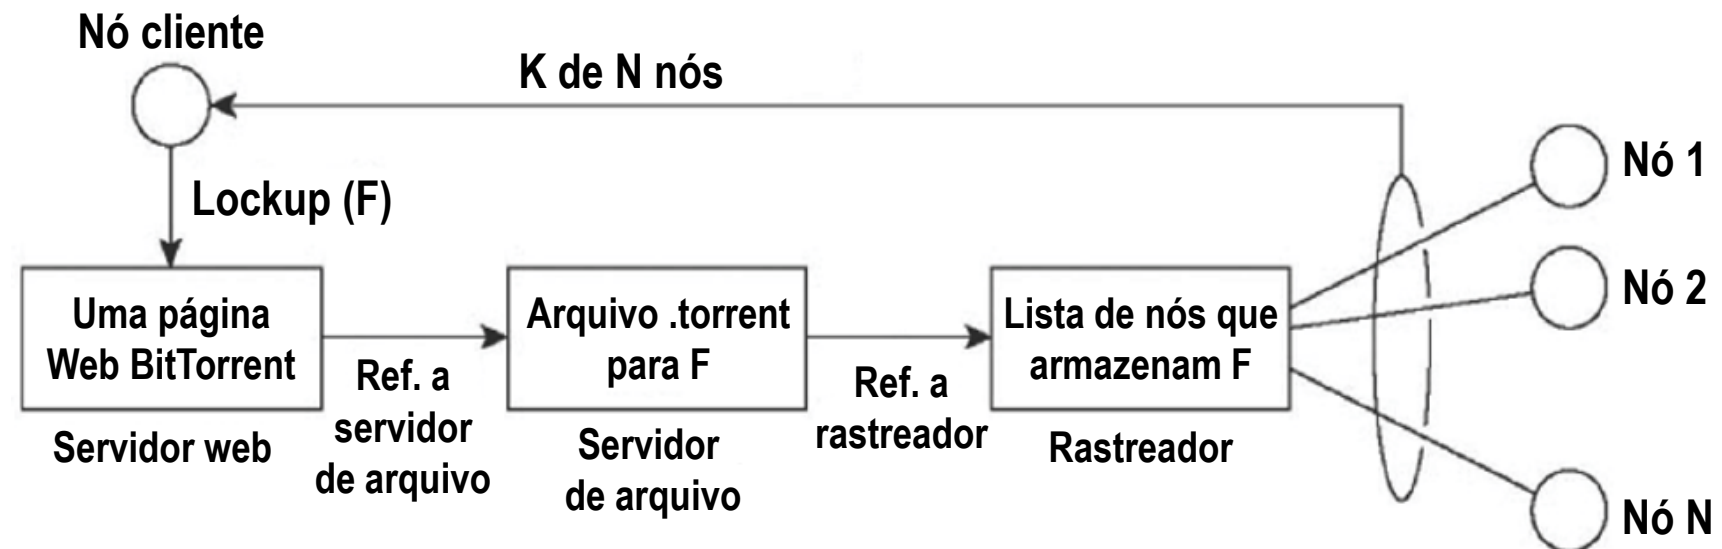 Nó cliente
K de N nós
Nó 1
Lockup (F)
Nó 2
Uma página
Web BitTorrent
Arquivo .torrent
para F
Lista de nós que
armazenam F
Ref. a
servidor
de arquivo
Ref. a
rastreador
Servidor web
Servidor
de arquivo
Rastreador
Nó N